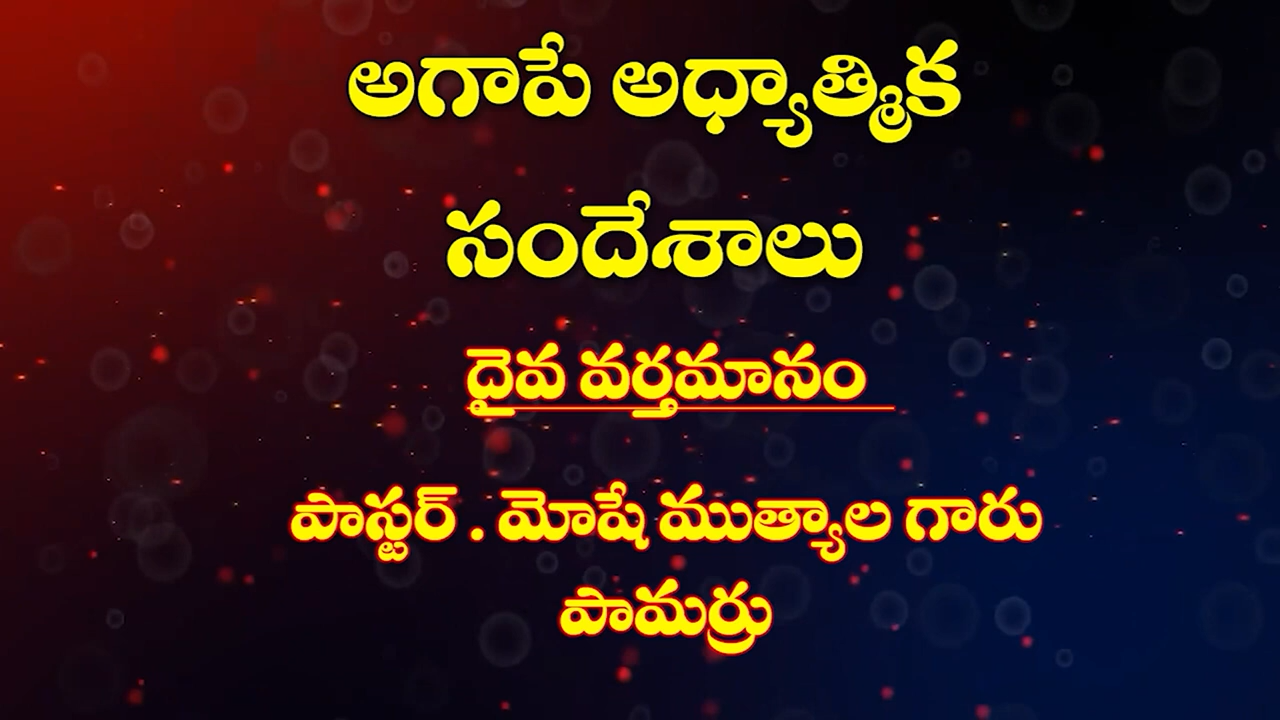 అగాపే అధ్యాత్మిక
సందేశాలు
దైవ వర్తమానం
పాస్టర్ . మోషే ముత్యాల గారు
పామర్రు